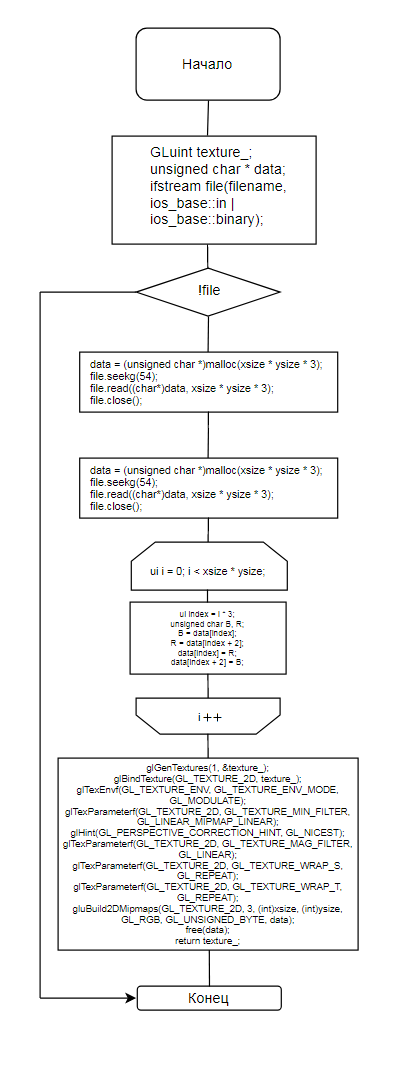 Начало
GLuint texture_;
unsigned char * data;
ifstream file(filename,
ios_base::in |
ios_base::binary);
!file
data = (unsigned char *)malloc(xsize * ysize * 3);
file.seekg(54);
file.read((char*)data, xsize * ysize * 3);
file.close();
data = (unsigned char *)malloc(xsize * ysize * 3);
file.seekg(54);
file.read((char*)data, xsize * ysize * 3);
file.close();
ui i = 0; i < xsize * ysize;
ui index = i * 3;
unsigned char B, R;
B = data[index];
R = data[index + 2];
data[index] = R;
data[index + 2] = B;
i++
glGenTextures(1, &texture_);
glBindTexture(GL_TEXTURE_2D, texture_);
glTexEnvf(GL_TEXTURE_ENV, GL_TEXTURE_ENV_MODE,
GL_MODULATE);
glTexParameterf(GL_TEXTURE_2D, GL_TEXTURE_MIN_FILTER,
GL_LINEAR_MIPMAP_LINEAR);
glHint(GL_PERSPECTIVE_CORRECTION_HINT, GL_NICEST);
glTexParameterf(GL_TEXTURE_2D, GL_TEXTURE_MAG_FILTER,
GL_LINEAR);
glTexParameterf(GL_TEXTURE_2D, GL_TEXTURE_WRAP_S,
GL_REPEAT);
glTexParameterf(GL_TEXTURE_2D, GL_TEXTURE_WRAP_T,
GL_REPEAT);
gluBuild2DMipmaps(GL_TEXTURE_2D, 3, (int)xsize, (int)ysize,
GL_RGB, GL_UNSIGNED_BYTE, data);
free(data);
return texture_;
Конец